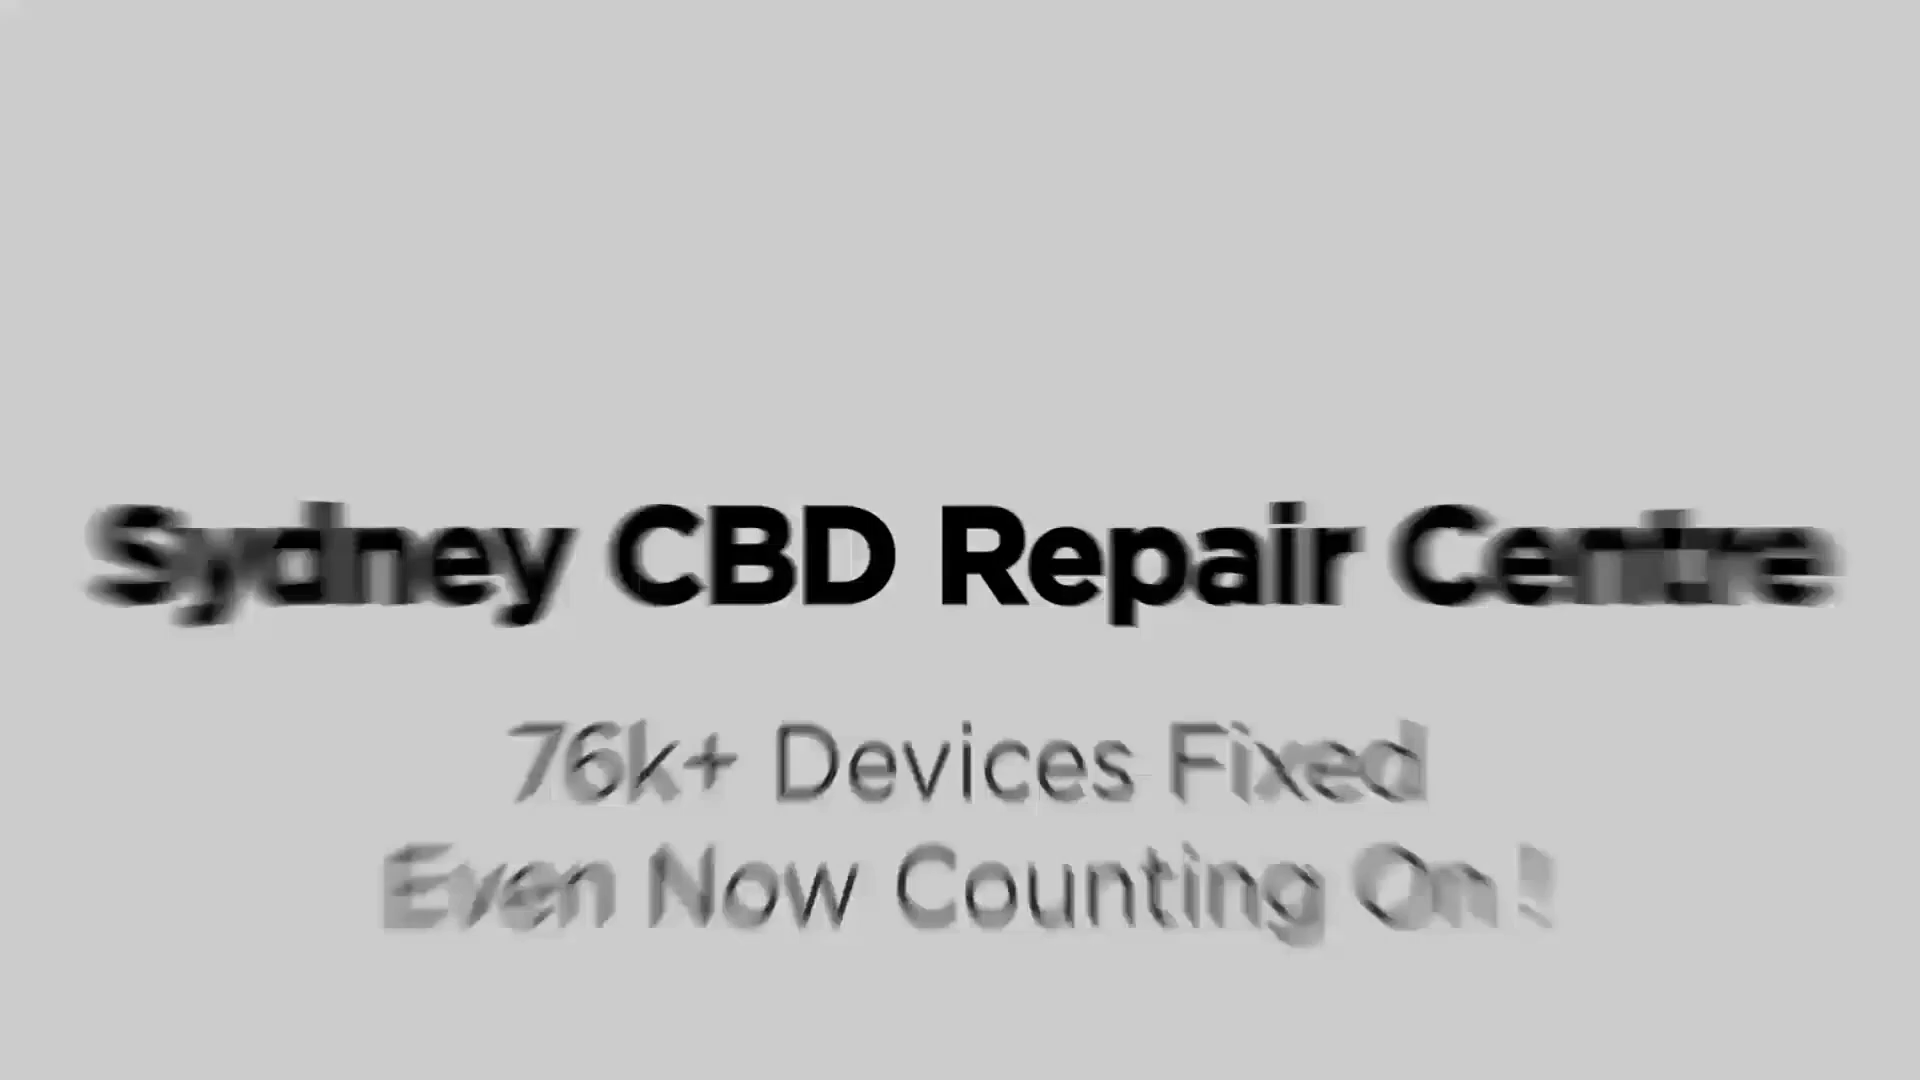 Sydney CBD Repair Centre
76k+ Devices Fixed
Even Now Counting On !